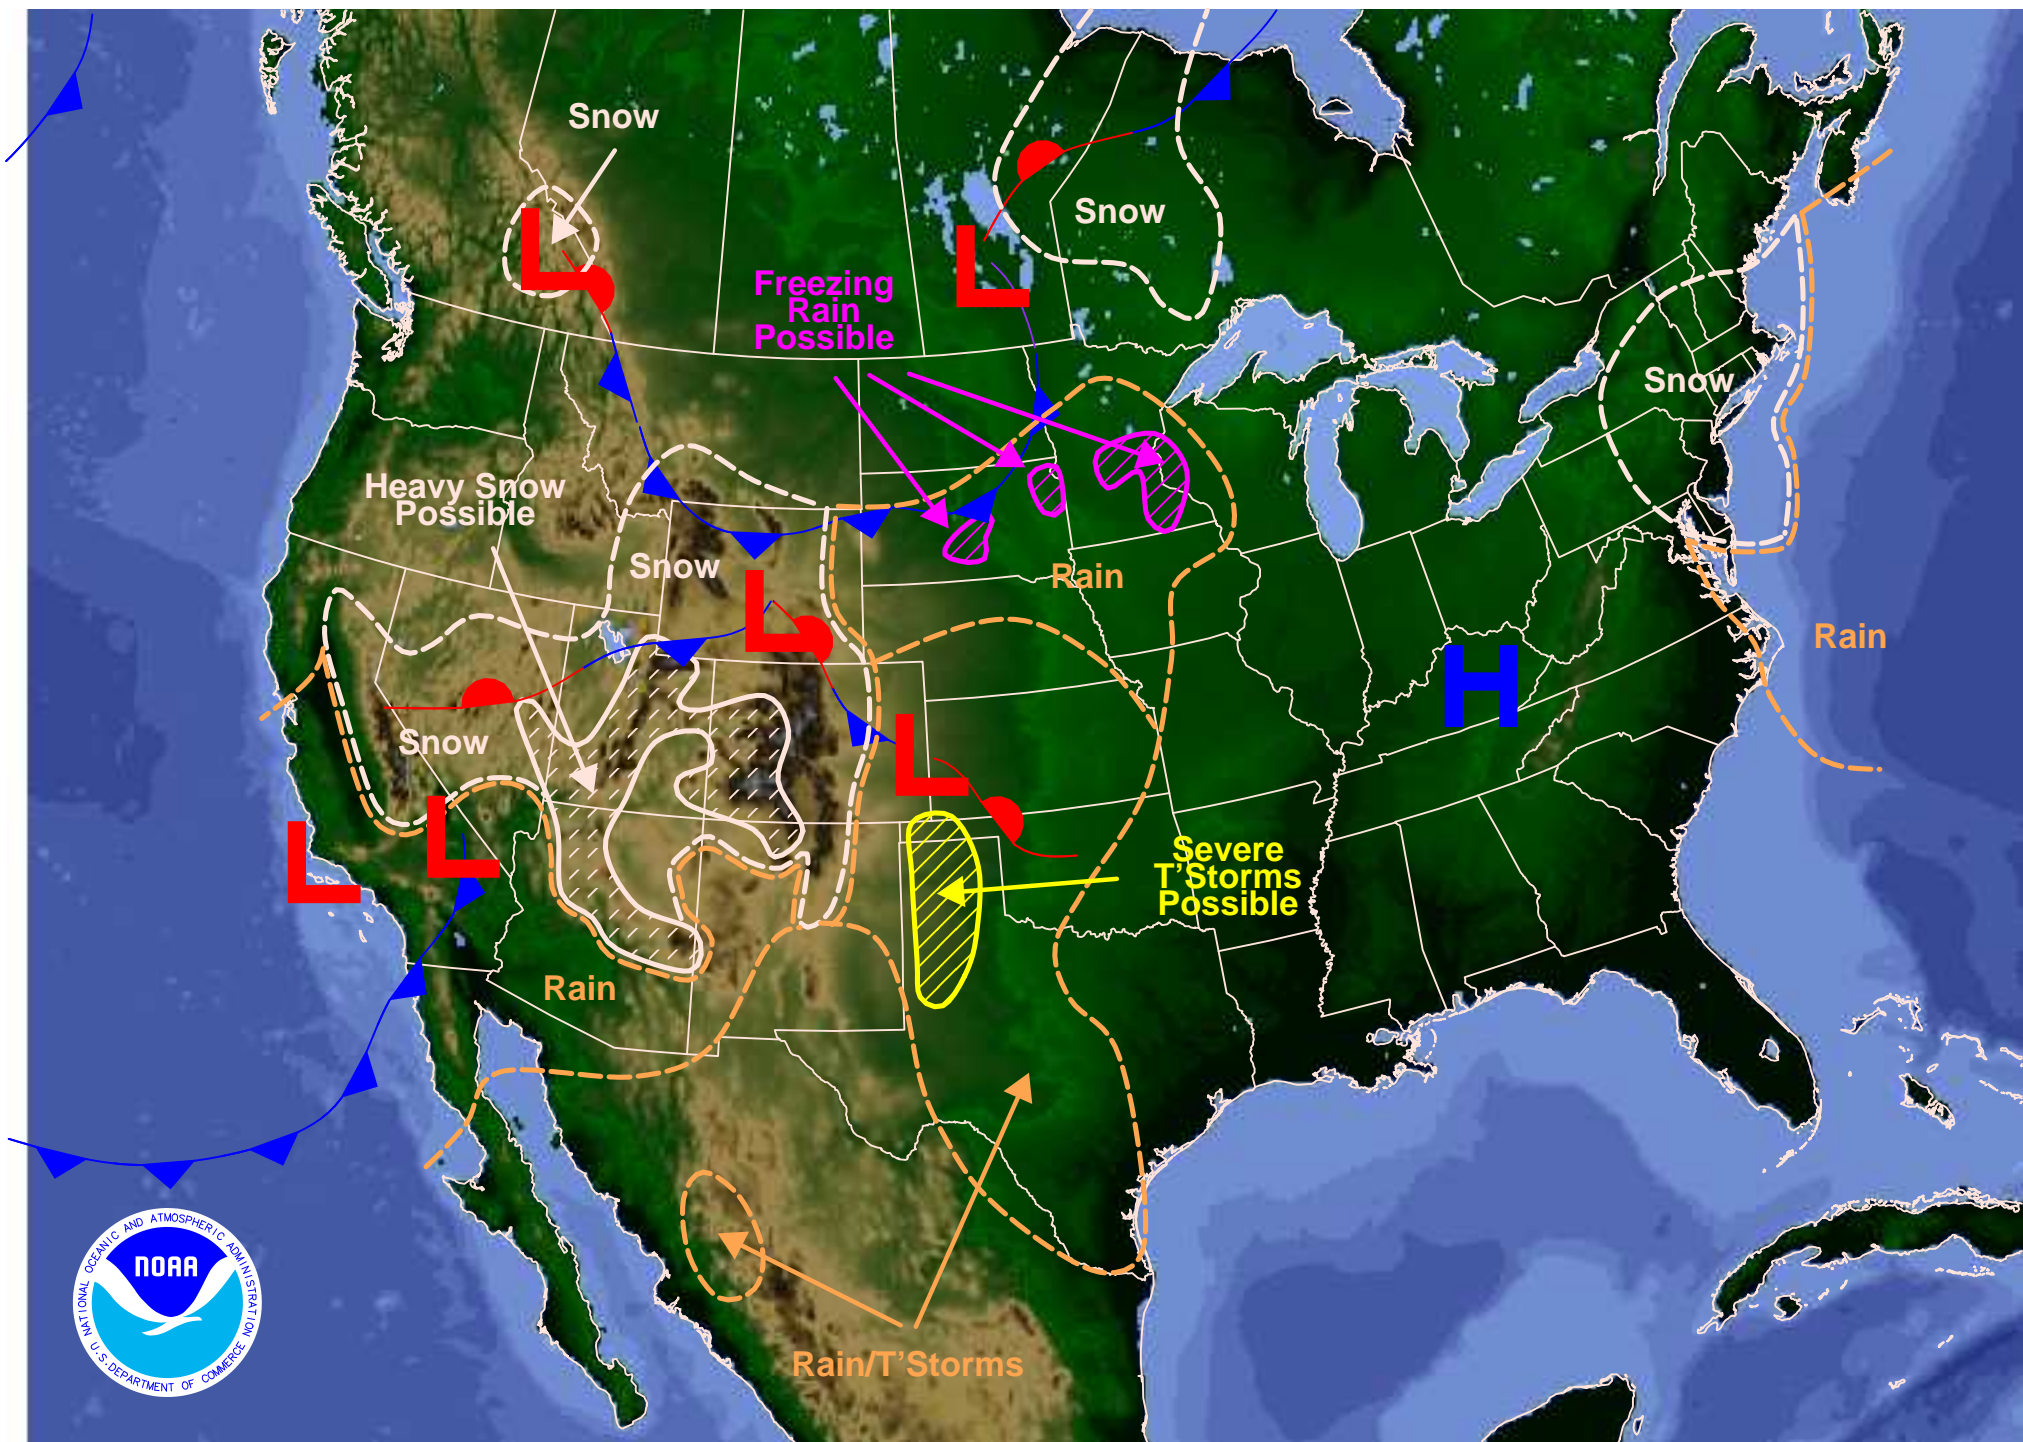 Snow
Snow
Freezing
Rain
Possible
Snow
Heavy Snow
Possible
Snow
Rain
Rain
Snow
Severe
T'Storms
Possible
Rain
Rain/T'Storms
L
L
L
L
L
L
H
NATIONAL OCEANIC AND ATMOSPHERIC ADMINISTRATION
NOAA
U.S. DEPARTMENT OF COMMERCE